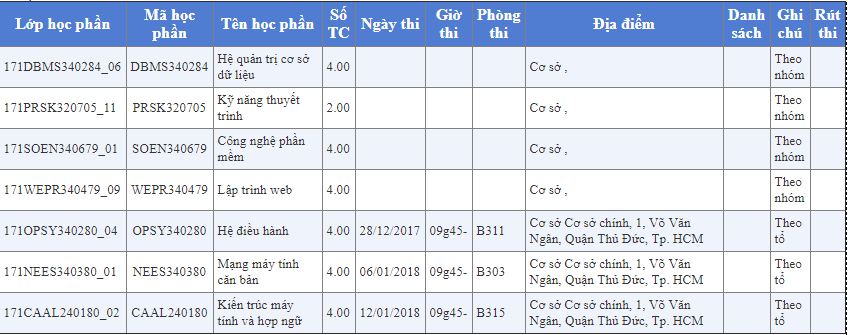 Lớp học phần Mã học phần Tên học phần Số TC Ngày thi Giờ thi Phòng thi Địa điểm Danh sách Ghi chú Rút thi
171DBMS340284_06 DBMS340284 Hệ quản trị cơ sở dữ liệu 4.00 Cơ sở , Theo nhóm
171PRSK320705_11 PRSK320705 Kỹ năng thuyết trình 2.00 Cơ sở , Theo nhóm
171SOEN340679_01 SOEN340679 Công nghệ phần mềm 4.00 Cơ sở , Theo nhóm
171WEPR340479_09 WEPR340479 Lập trình web 4.00 Cơ sở , Theo nhóm
171OPSY340280_04 OPSY340280 Hệ điều hành 4.00 28/12/2017 09g45- B311 Cơ sở Cơ sở chính, 1, Võ Văn Ngân, Quận Thủ Đức, Tp. HCM Theo tổ
171NEES340380_01 NEES340380 Mạng máy tính căn bản 4.00 06/01/2018 09g45- B303 Cơ sở Cơ sở chính, 1, Võ Văn Ngân, Quận Thủ Đức, Tp. HCM Theo tổ
171CAAL240180_02 CAAL240180 Kiến trúc máy tính và hợp ngữ 4.00 12/01/2018 09g45- B315 Cơ sở Cơ sở chính, 1, Võ Văn Ngân, Quận Thủ Đức, Tp. HCM Theo tổ